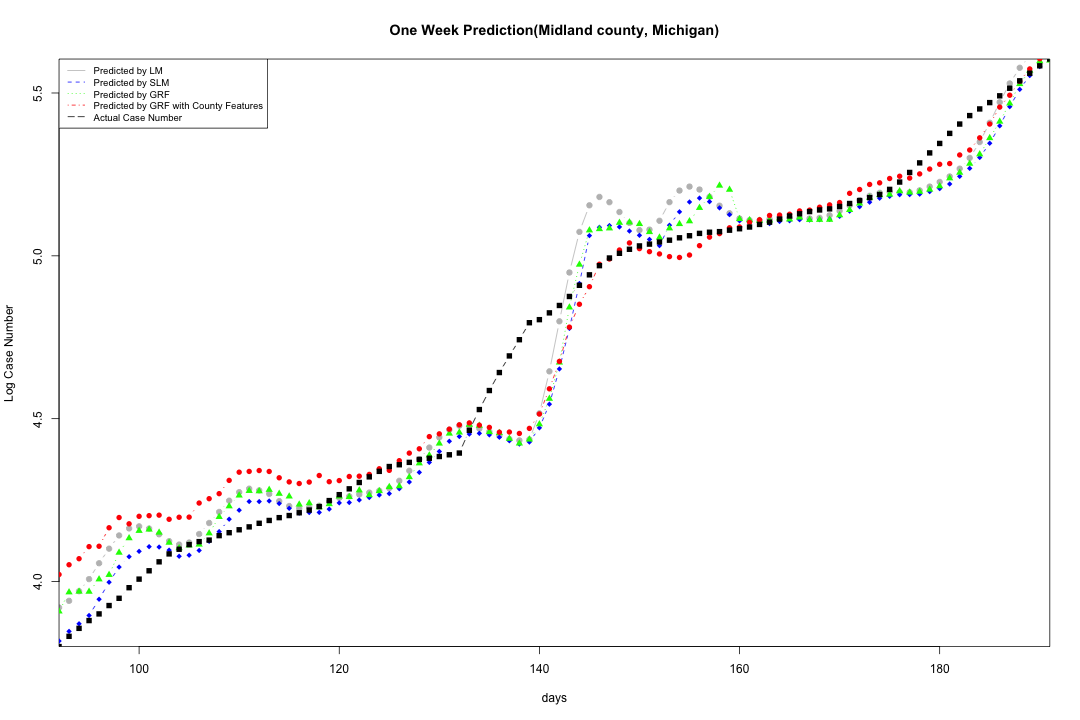 One Week Prediction(Midland county, Michigan)
Predicted by LM
Predicted by SLM
Predicted by GRF
Predicted by GRF with County Features
Actual Case Number
Log Case Number
5.5
5.0
4.5
4.0
100 120 140 160 180
days